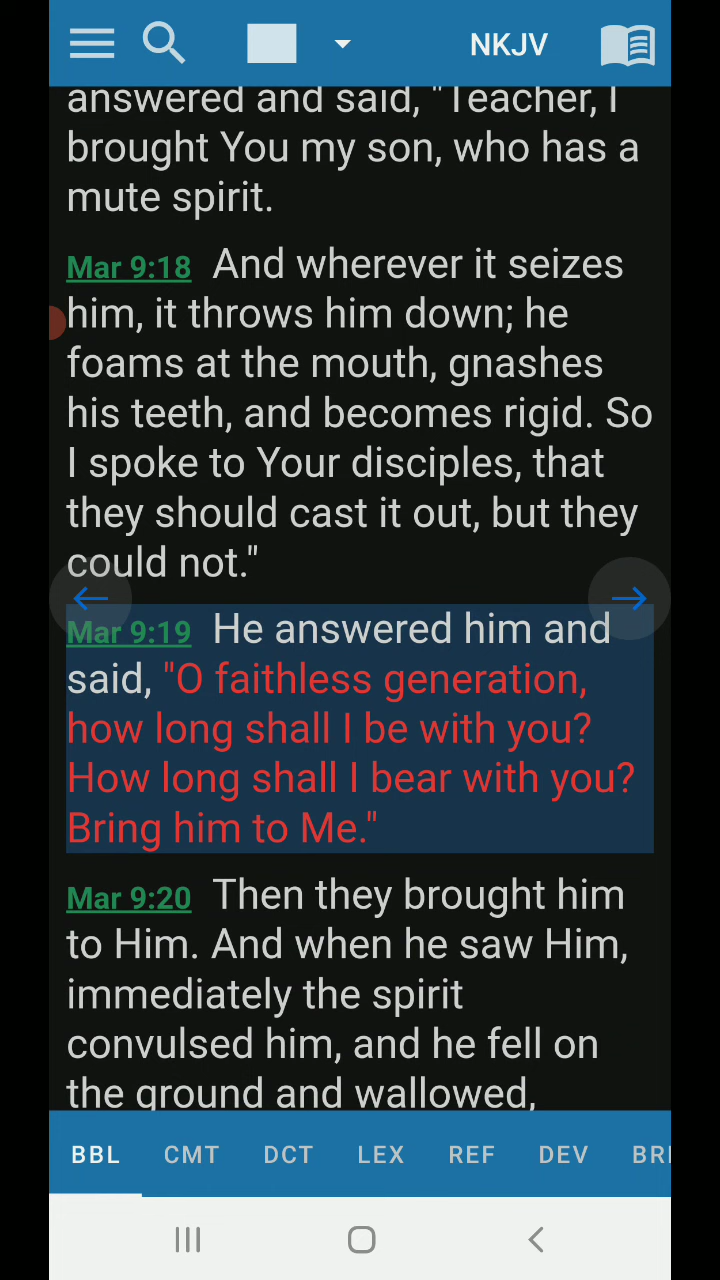 NKJV
answered and said, "Teacher, I
brought You my son, who has a
mute spirit.
Mar 9:18 And wherever it seizes
him, it throws him down; he
foams at the mouth, gnashes
his teeth, and becomes rigid. So
I spoke to Your disciples, that
they should cast it out, but they
could not."
Mar 9:19 He answered him and
said, "O faithless generation,
how long shall I be with you?
How long shall I bear with you?
Bring him to Me."
Mar 9:20 Then they brought him
to Him. And when he saw Him,
immediately the spirit
convulsed him, and he fell on
the ground and wallowed,
BBL CMT DCT LEX REF DEV